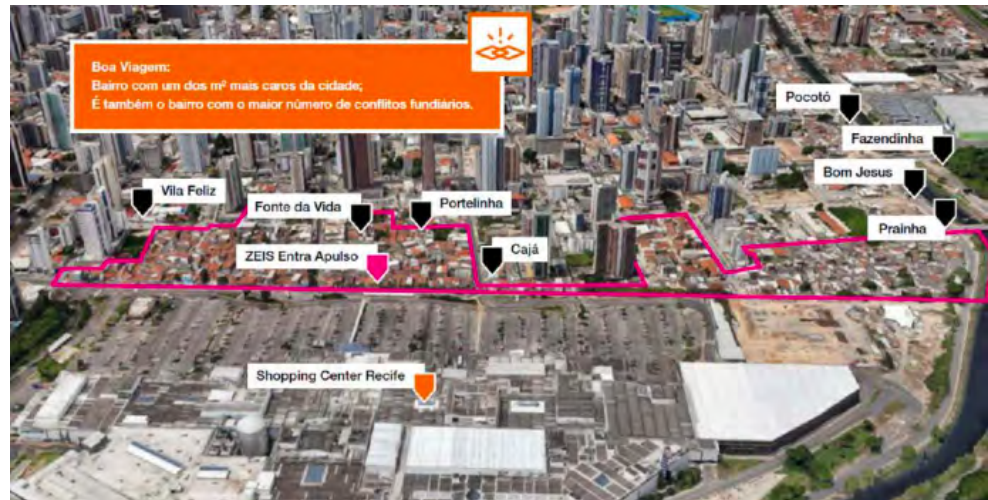 Boa Viagem:
Bairro com um dos m² mais caros da cidade;
É também o bairro com o maior número de conflitos fundiários.
Pocotó
Fazendinha
Bom Jesus
Vila Feliz
Fonte da Vida
Portelinha
Prainha
ZEIS Entra Apulso
Cajá
Shopping Center Recife